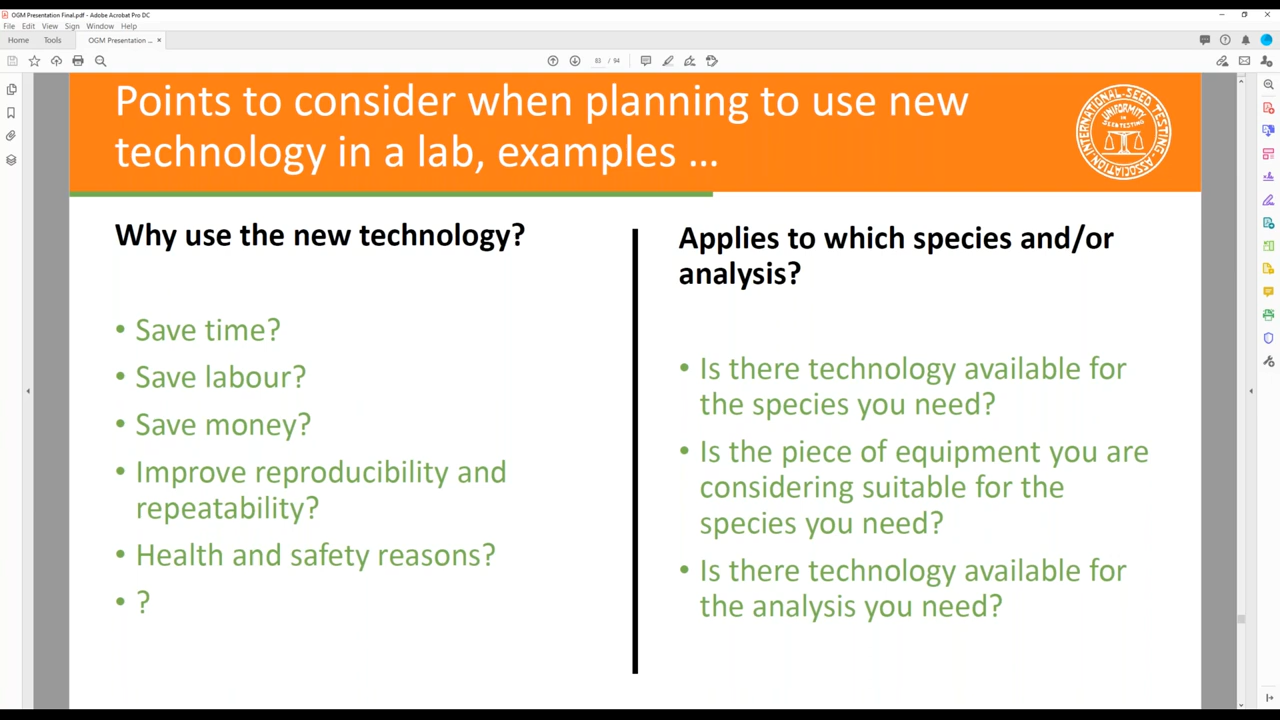 OGM Presentation Final.pdf - Adobe Acrobat Pro DC
File Edit View Sign Window Help
Home Tools OGM Presentation ... ×
83 / 94
Points to consider when planning to use new
technology in a lab, examples ...
INTERNATIONAL SEED TESTING ASSOCIATION
UNIFORMITY
IN
SEED TESTING
Why use the new technology?
• Save time?
• Save labour?
• Save money?
• Improve reproducibility and
repeatability?
• Health and safety reasons?
• ?
Applies to which species and/or
analysis?
• Is there technology available for
the species you need?
• Is the piece of equipment you are
considering suitable for the
species you need?
• Is there technology available for
the analysis you need?